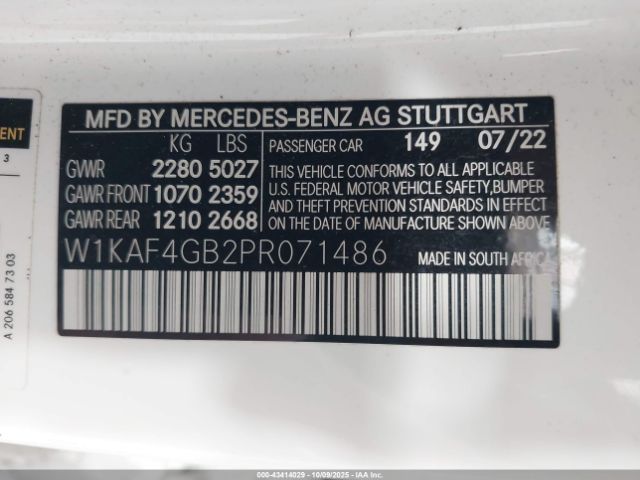 MFD BY MERCEDES-BENZ AG STUTTGART
KG LBS
PASSENGER CAR 149 07/22
GVWR 2280 5027
GAWR FRONT 1070 2359
GAWR REAR 1210 2668
THIS VEHICLE CONFORMS TO ALL APPLICABLE
U.S. FEDERAL MOTOR VEHICLE SAFETY, BUMPER
AND THEFT PREVENTION STANDARDS IN EFFECT
ON THE DATE OF MANUFACTURE SHOWN ABOVE.
W1KAF4GB2PR071486
MADE IN SOUTH AFRICA
3
A 206 584 73 03
000-43414029 - 10/09/2025 - IAA Inc.